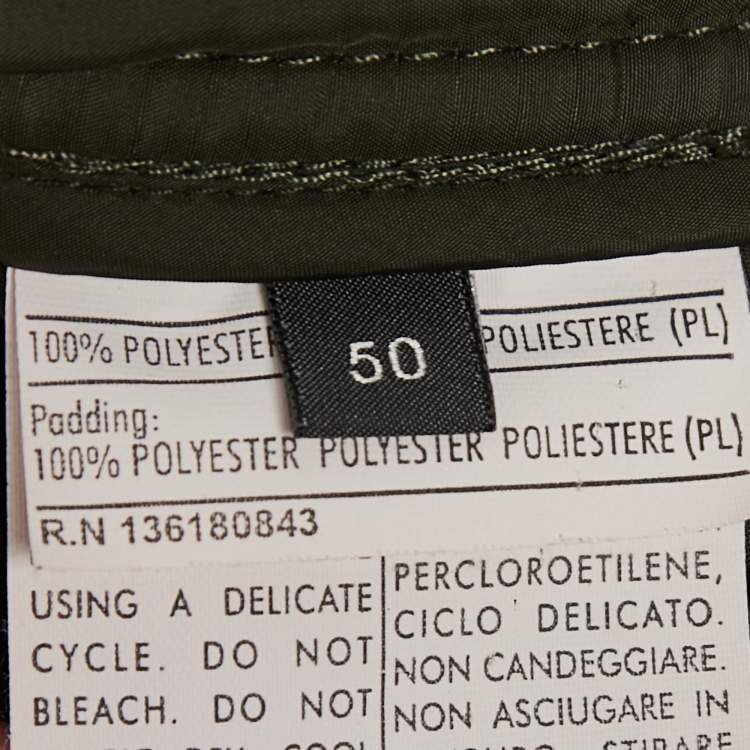 100% POLYESTER POLIESTERE (PL)
50
Padding:
100% POLYESTER POLYESTER POLIESTERE (PL)
R.N 136180843
USING A DELICATE
CYCLE. DO NOT
BLEACH. DO NOT
PERCLOROETILENE,
CICLO DELICATO.
NON CANDEGGIARE.
NON ASCIUGARE IN
STIRARE